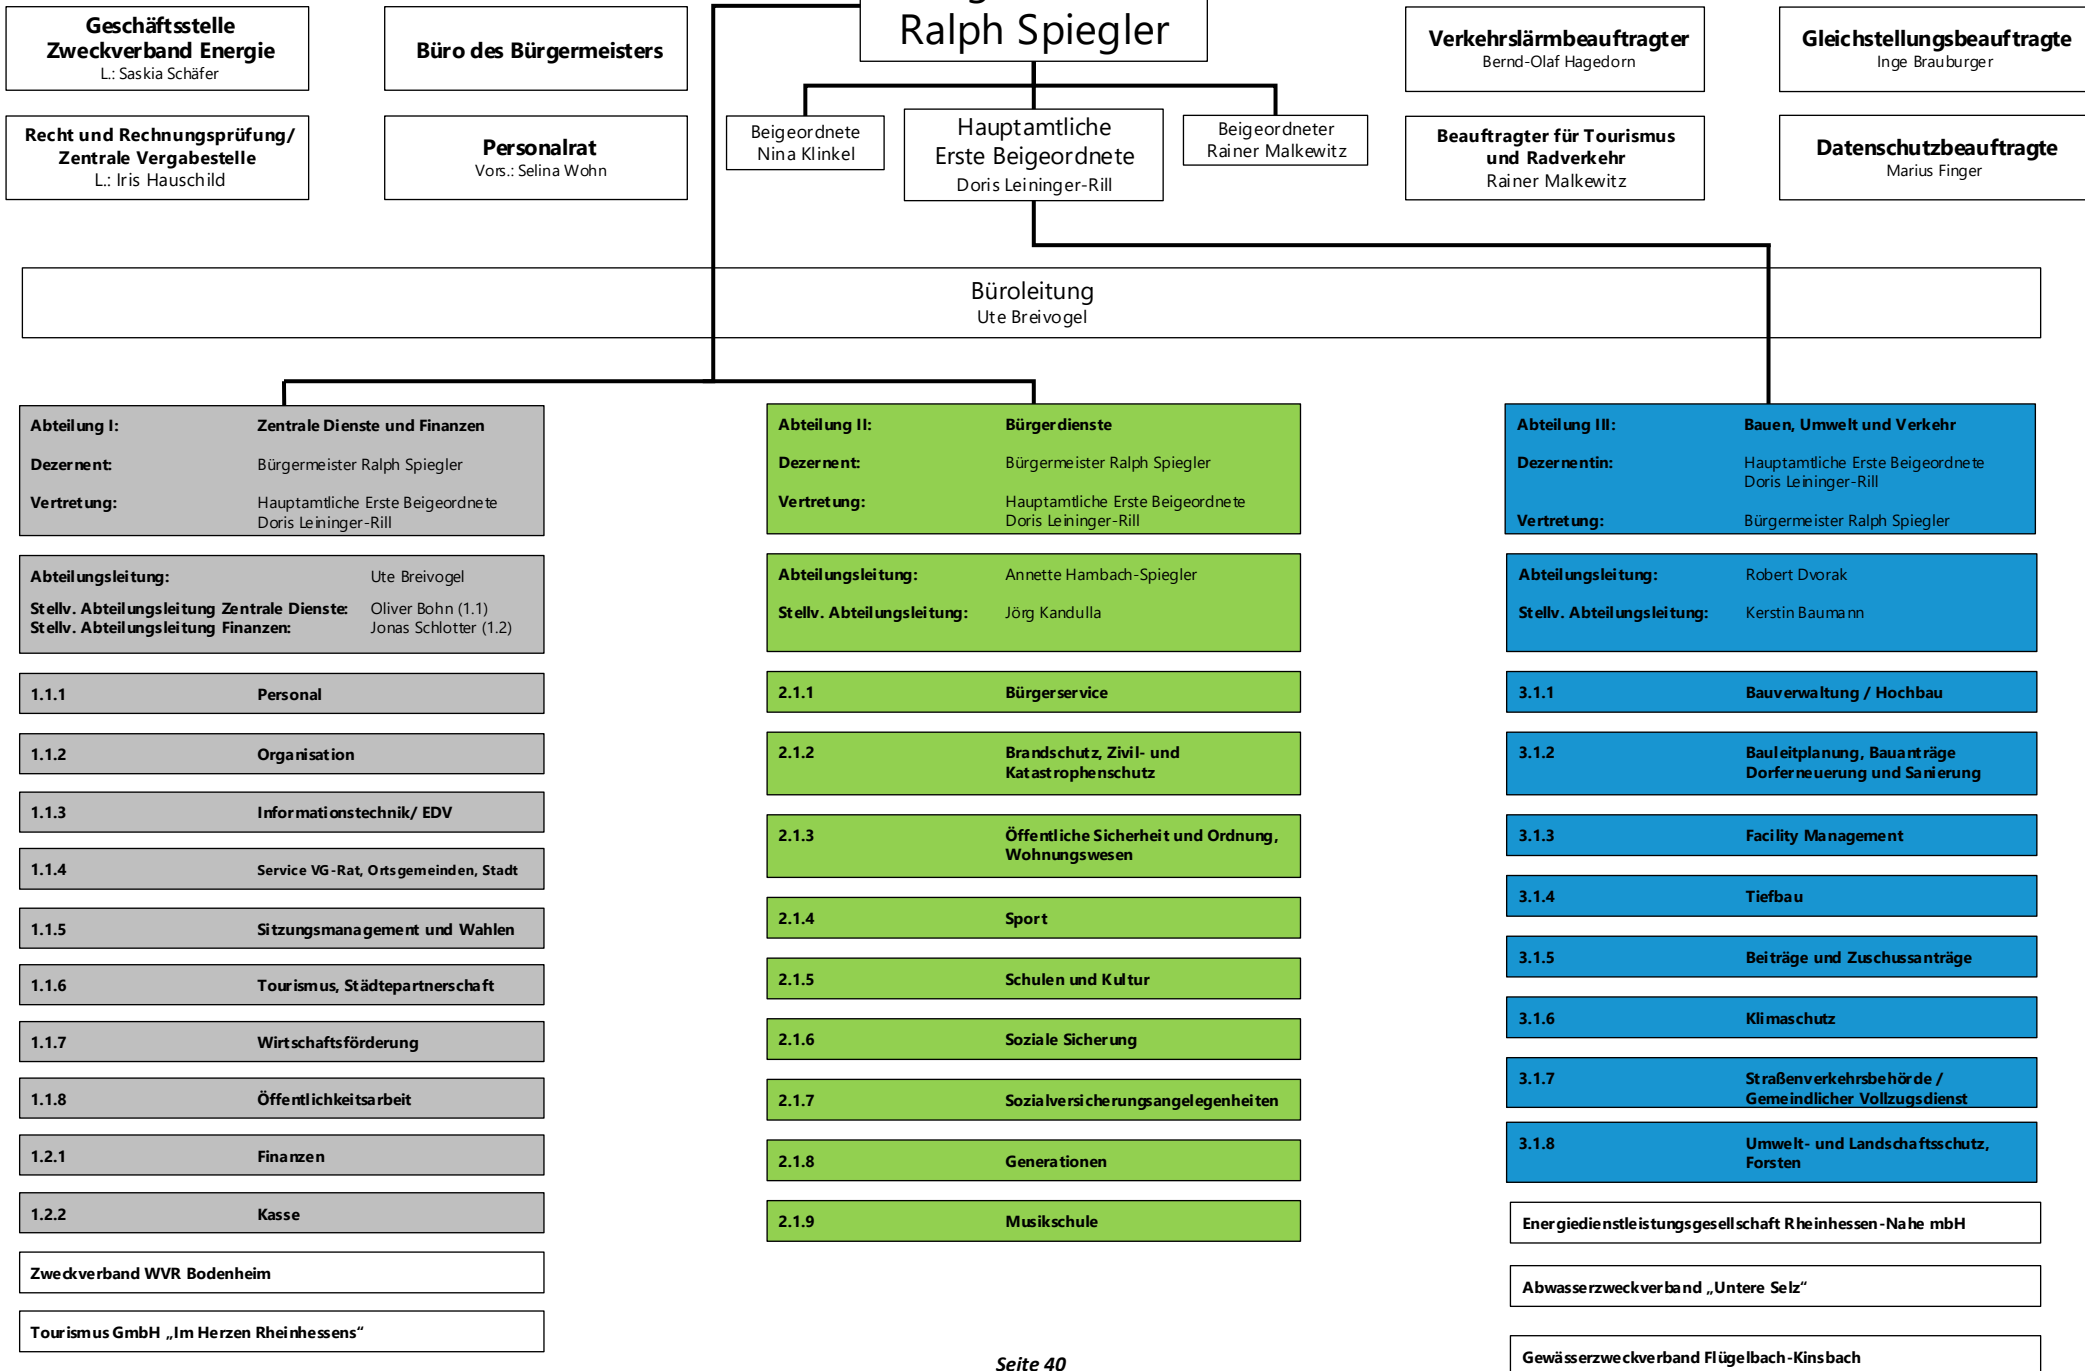 Ralph Spiegler
Geschäftsstelle
Zweckverband Energie
L.: Saskia Schäfer
Büro des Bürgermeisters
Verkehrslärmbeauftragter
Bernd-Olaf Hagedorn
Gleichstellungsbeauftragte
Inge Brauburger
Recht und Rechnungsprüfung/
Zentrale Vergabestelle
L.: Iris Hauschild
Personalrat
Vors.: Selina Wohn
Beigeordnete
Nina Klinkel
Hauptamtliche
Erste Beigeordnete
Doris Leininger-Rill
Beigeordneter
Rainer Malkewitz
Beauftragter für Tourismus
und Radverkehr
Rainer Malkewitz
Datenschutzbeauftragte
Marius Finger
Büroleitung
Ute Breivogel
Abteilung I: Zentrale Dienste und Finanzen
Dezernent: Bürgermeister Ralph Spiegler
Vertretung: Hauptamtliche Erste Beigeordnete
Doris Leininger-Rill
Abteilungsleitung: Ute Breivogel
Stellv. Abteilungsleitung Zentrale Dienste: Oliver Bohn (1.1)
Stellv. Abteilungsleitung Finanzen: Jonas Schlotter (1.2)
1.1.1 Personal
1.1.2 Organisation
1.1.3 Informationstechnik/ EDV
1.1.4 Service VG-Rat, Ortsgemeinden, Stadt
1.1.5 Sitzungsmanagement und Wahlen
1.1.6 Tourismus, Städtepartnerschaft
1.1.7 Wirtschaftsförderung
1.1.8 Öffentlichkeitsarbeit
1.2.1 Finanzen
1.2.2 Kasse
Zweckverband WVR Bodenheim
Tourismus GmbH „Im Herzen Rheinhessens“
Abteilung II: Bürgerdienste
Dezernent: Bürgermeister Ralph Spiegler
Vertretung: Hauptamtliche Erste Beigeordnete
Doris Leininger-Rill
Abteilungsleitung: Annette Hambach-Spiegler
Stellv. Abteilungsleitung: Jörg Kandulla
2.1.1 Bürgerservice
2.1.2 Brandschutz, Zivil- und
Katastrophenschutz
2.1.3 Öffentliche Sicherheit und Ordnung,
Wohnungswesen
2.1.4 Sport
2.1.5 Schulen und Kultur
2.1.6 Soziale Sicherung
2.1.7 Sozialversicherungsangelegenheiten
2.1.8 Generationen
2.1.9 Musikschule
Abteilung III: Bauen, Umwelt und Verkehr
Dezernentin: Hauptamtliche Erste Beigeordnete
Doris Leininger-Rill
Vertretung: Bürgermeister Ralph Spiegler
Abteilungsleitung: Robert Dvorak
Stellv. Abteilungsleitung: Kerstin Baumann
3.1.1 Bauverwaltung / Hochbau
3.1.2 Bauleitplanung, Bauanträge
Dorferneuerung und Sanierung
3.1.3 Facility Management
3.1.4 Tiefbau
3.1.5 Beiträge und Zuschussanträge
3.1.6 Klimaschutz
3.1.7 Straßenverkehrsbehörde /
Gemeindlicher Vollzugsdienst
3.1.8 Umwelt- und Landschaftsschutz,
Forsten
Energiedienstleistungsgesellschaft Rheinhessen-Nahe mbH
Abwasserzweckverband „Untere Selz“
Gewässerzweckverband Flügelbach-Kinsbach
Seite 40